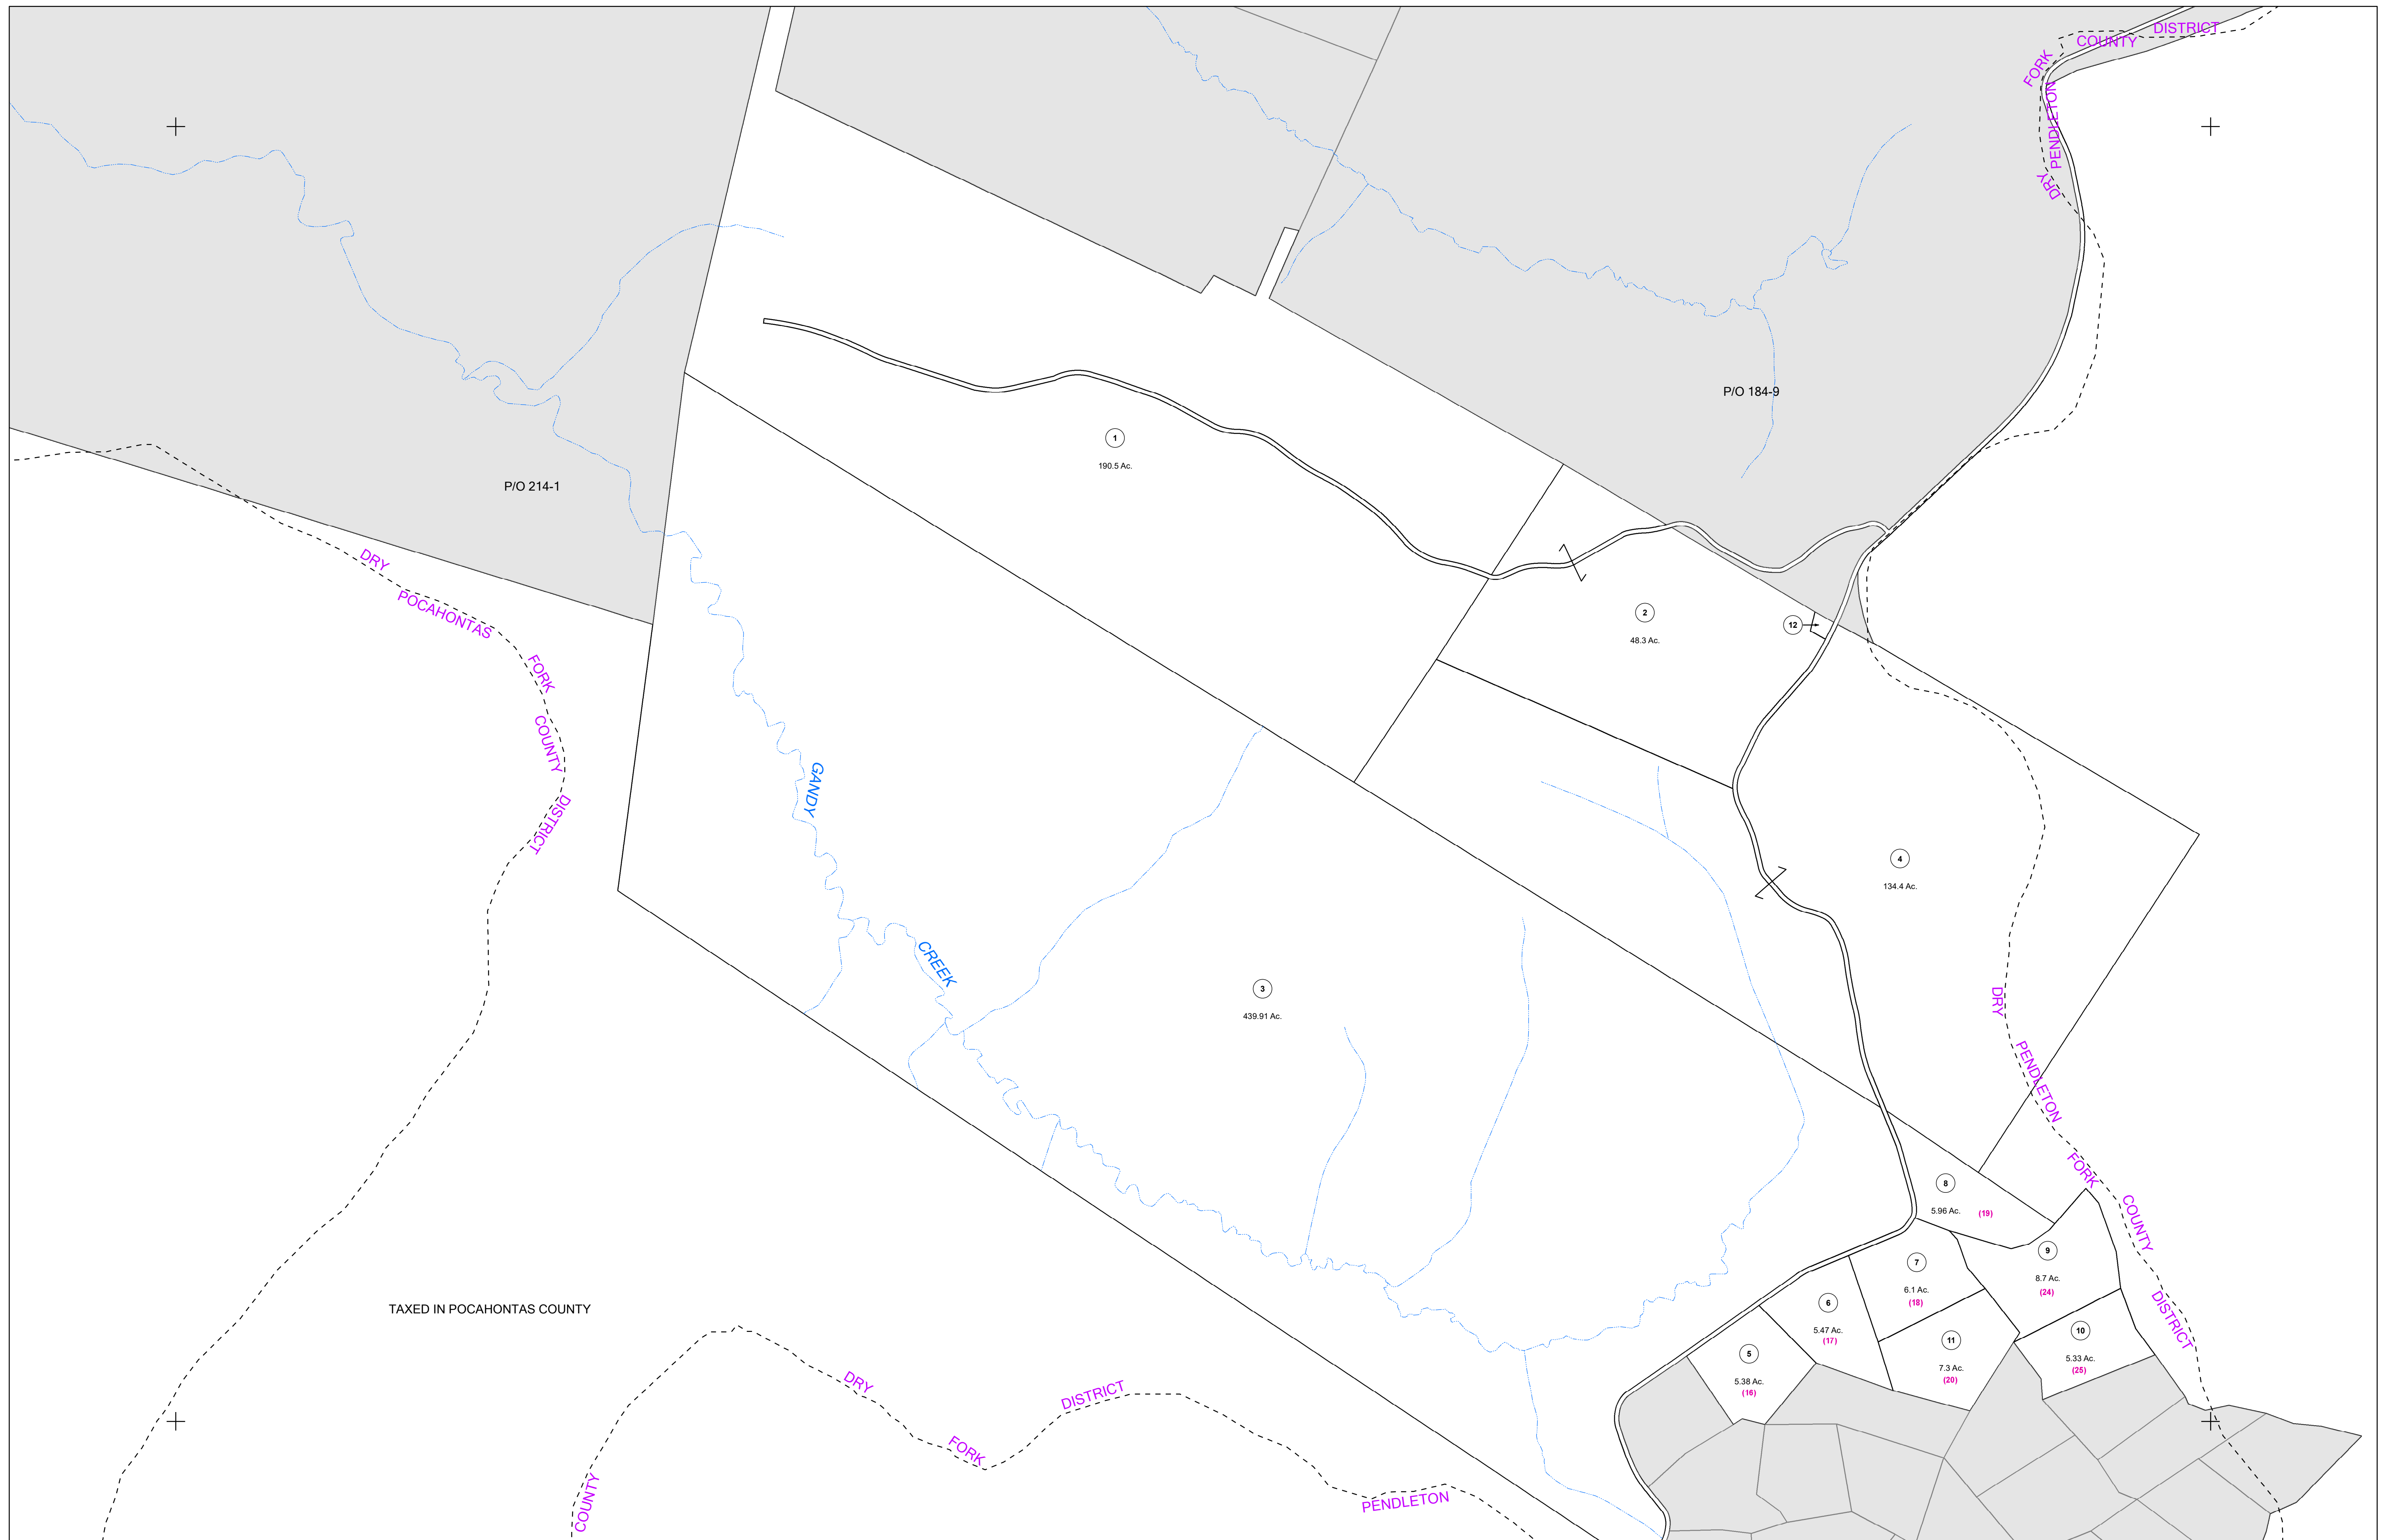 DISTRICT
COUNTY
FORK
PENDLETON
DRY
P/O 184-9
1
190.5 Ac.
P/O 214-1
DRY
POCAHONTAS
FORK
COUNTY
DISTRICT
2
48.3 Ac.
12
GANDY
CREEK
4
134.4 Ac.
3
439.91 Ac.
DRY
PENDLETON
FORK
COUNTY
DISTRICT
8
5.96 Ac. (19)
9
8.7 Ac.
(24)
7
6.1 Ac.
(18)
6
5.47 Ac.
(17)
10
5.33 Ac.
(25)
11
7.3 Ac.
(20)
5
5.38 Ac.
(16)
TAXED IN POCAHONTAS COUNTY
DRY
DISTRICT
FORK
COUNTY
PENDLETON